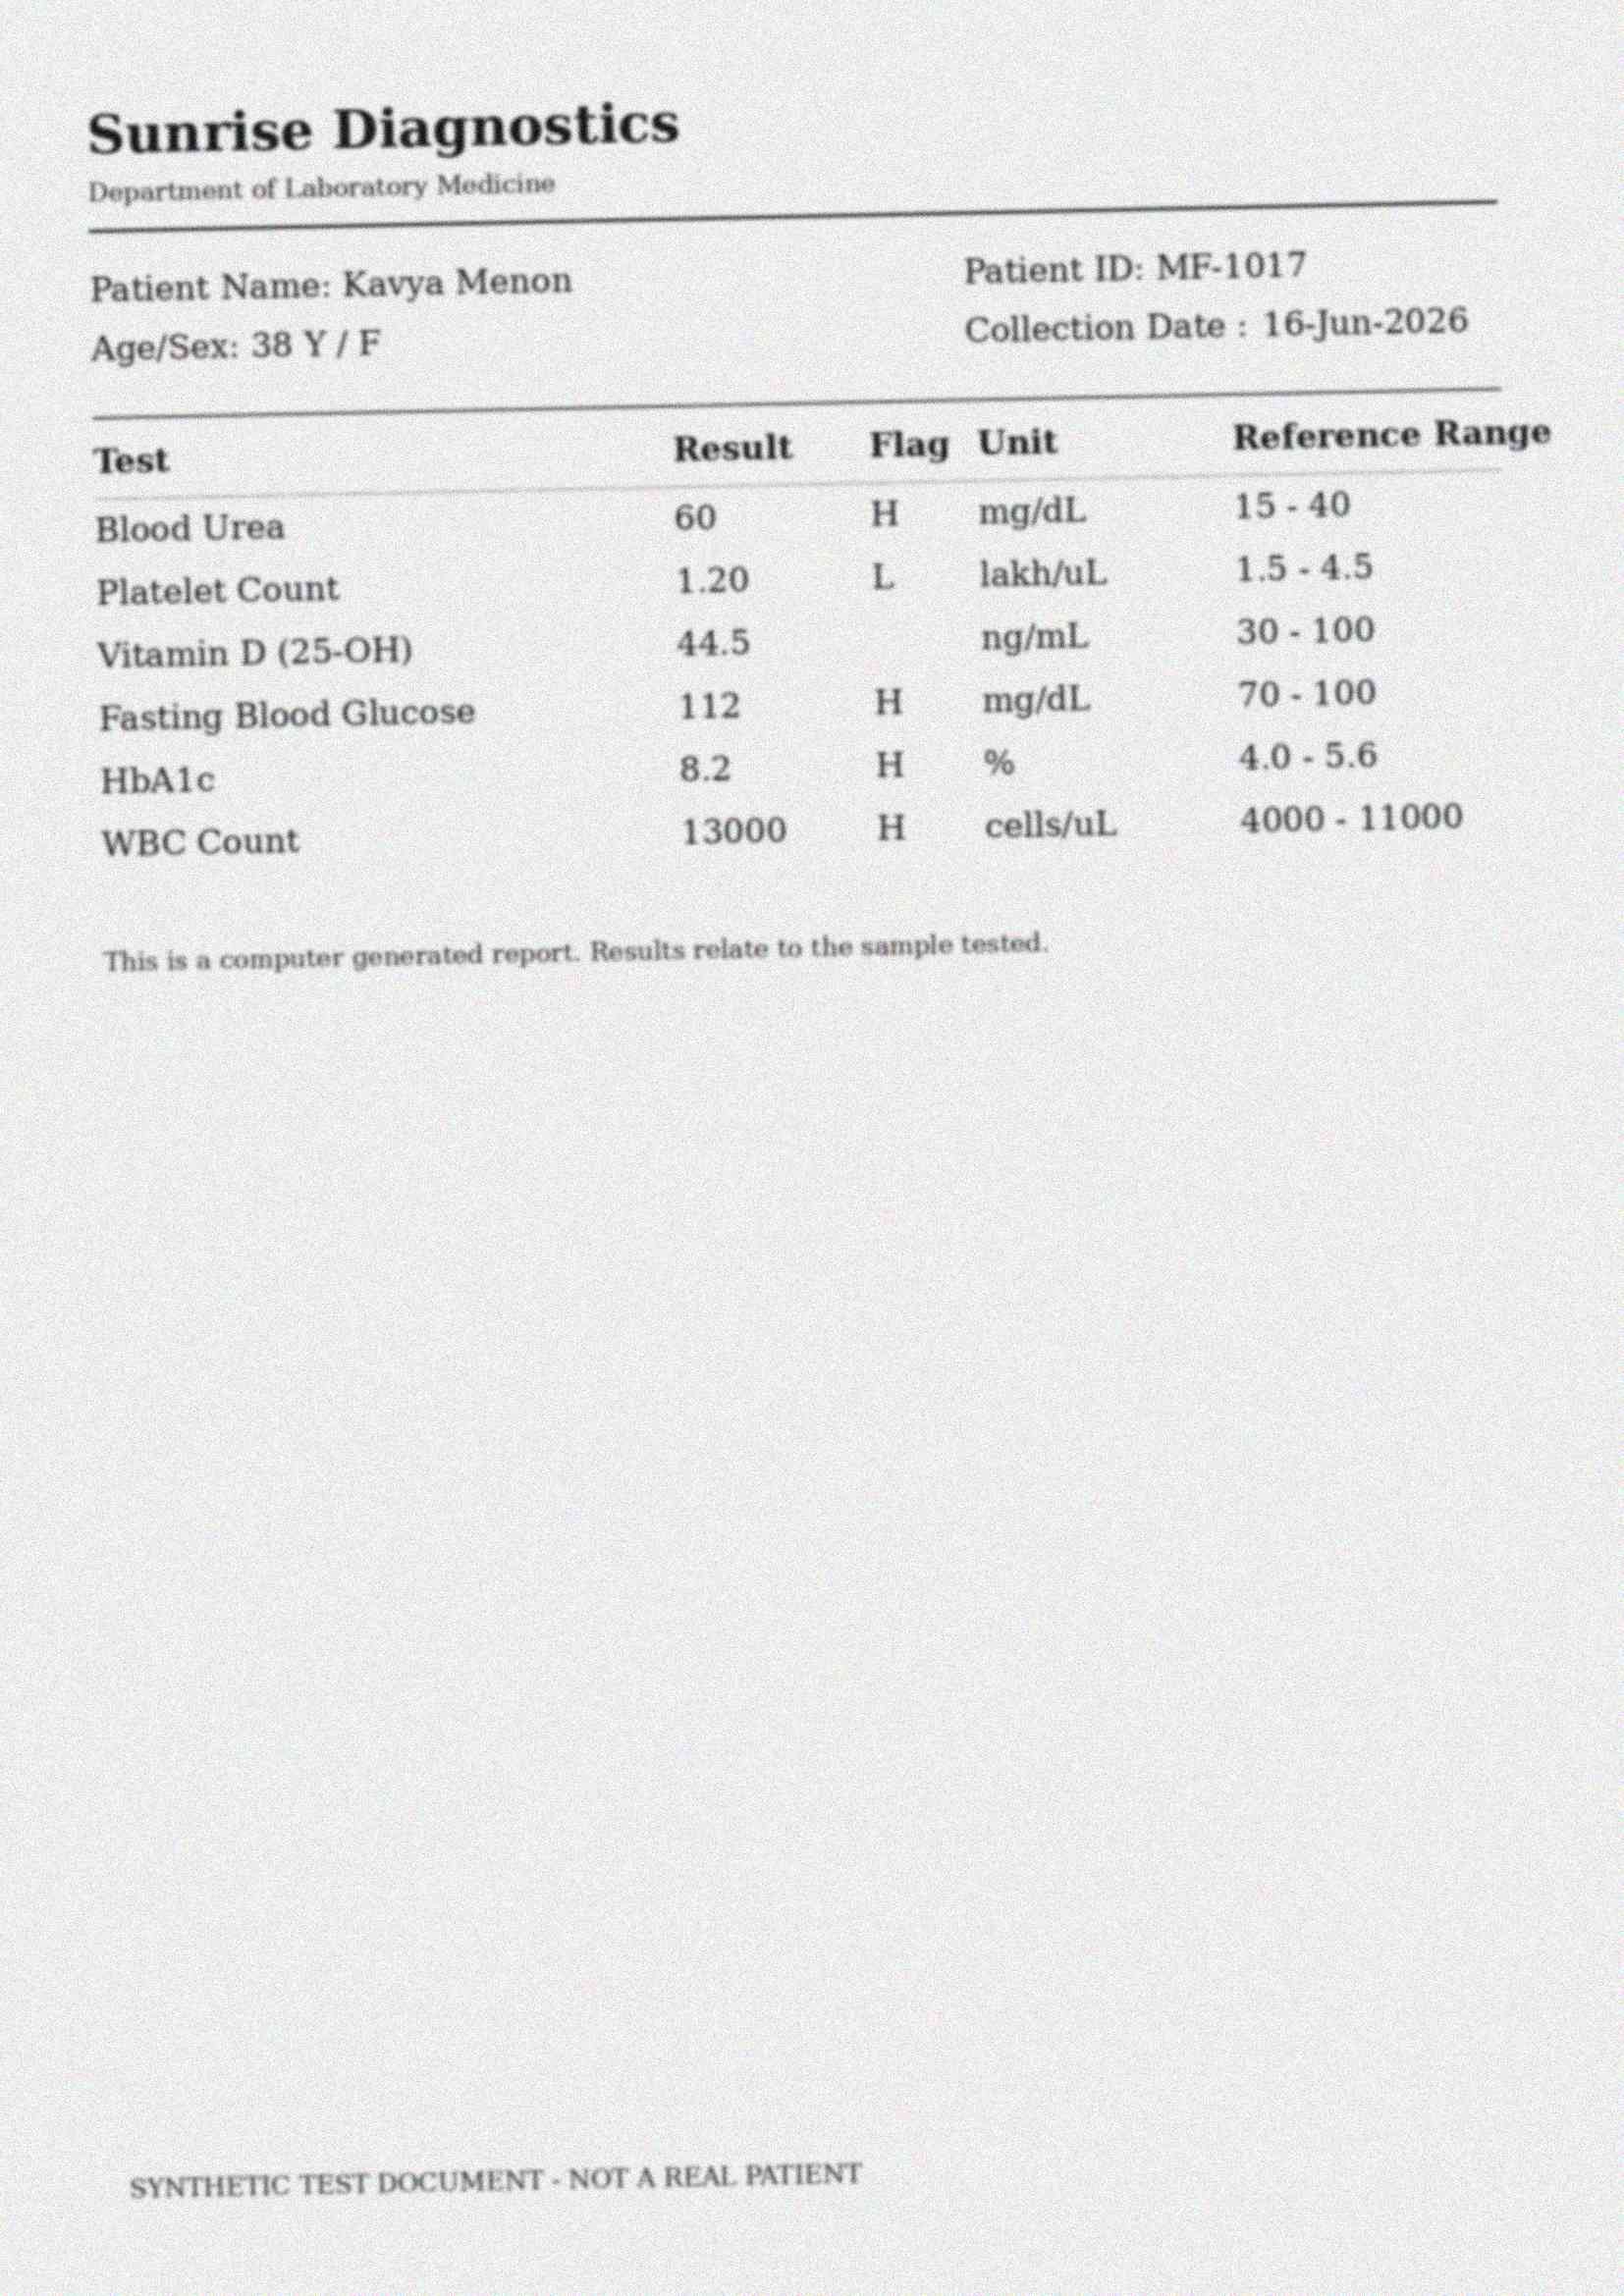 Sunrise Diagnostics
Department of Laboratory Medicine
Patient Name: Kavya Menon Patient ID: MF-1017
Age/Sex: 38 Y / F Collection Date : 16-Jun-2026
Test Result Flag Unit Reference Range
Blood Urea 60 H mg/dL 15 - 40
Platelet Count 1.20 L lakh/uL 1.5 - 4.5
Vitamin D (25-OH) 44.5 ng/mL 30 - 100
Fasting Blood Glucose 112 H mg/dL 70 - 100
HbA1c 8.2 H % 4.0 - 5.6
WBC Count 13000 H cells/uL 4000 - 11000
This is a computer generated report. Results relate to the sample tested.
SYNTHETIC TEST DOCUMENT - NOT A REAL PATIENT